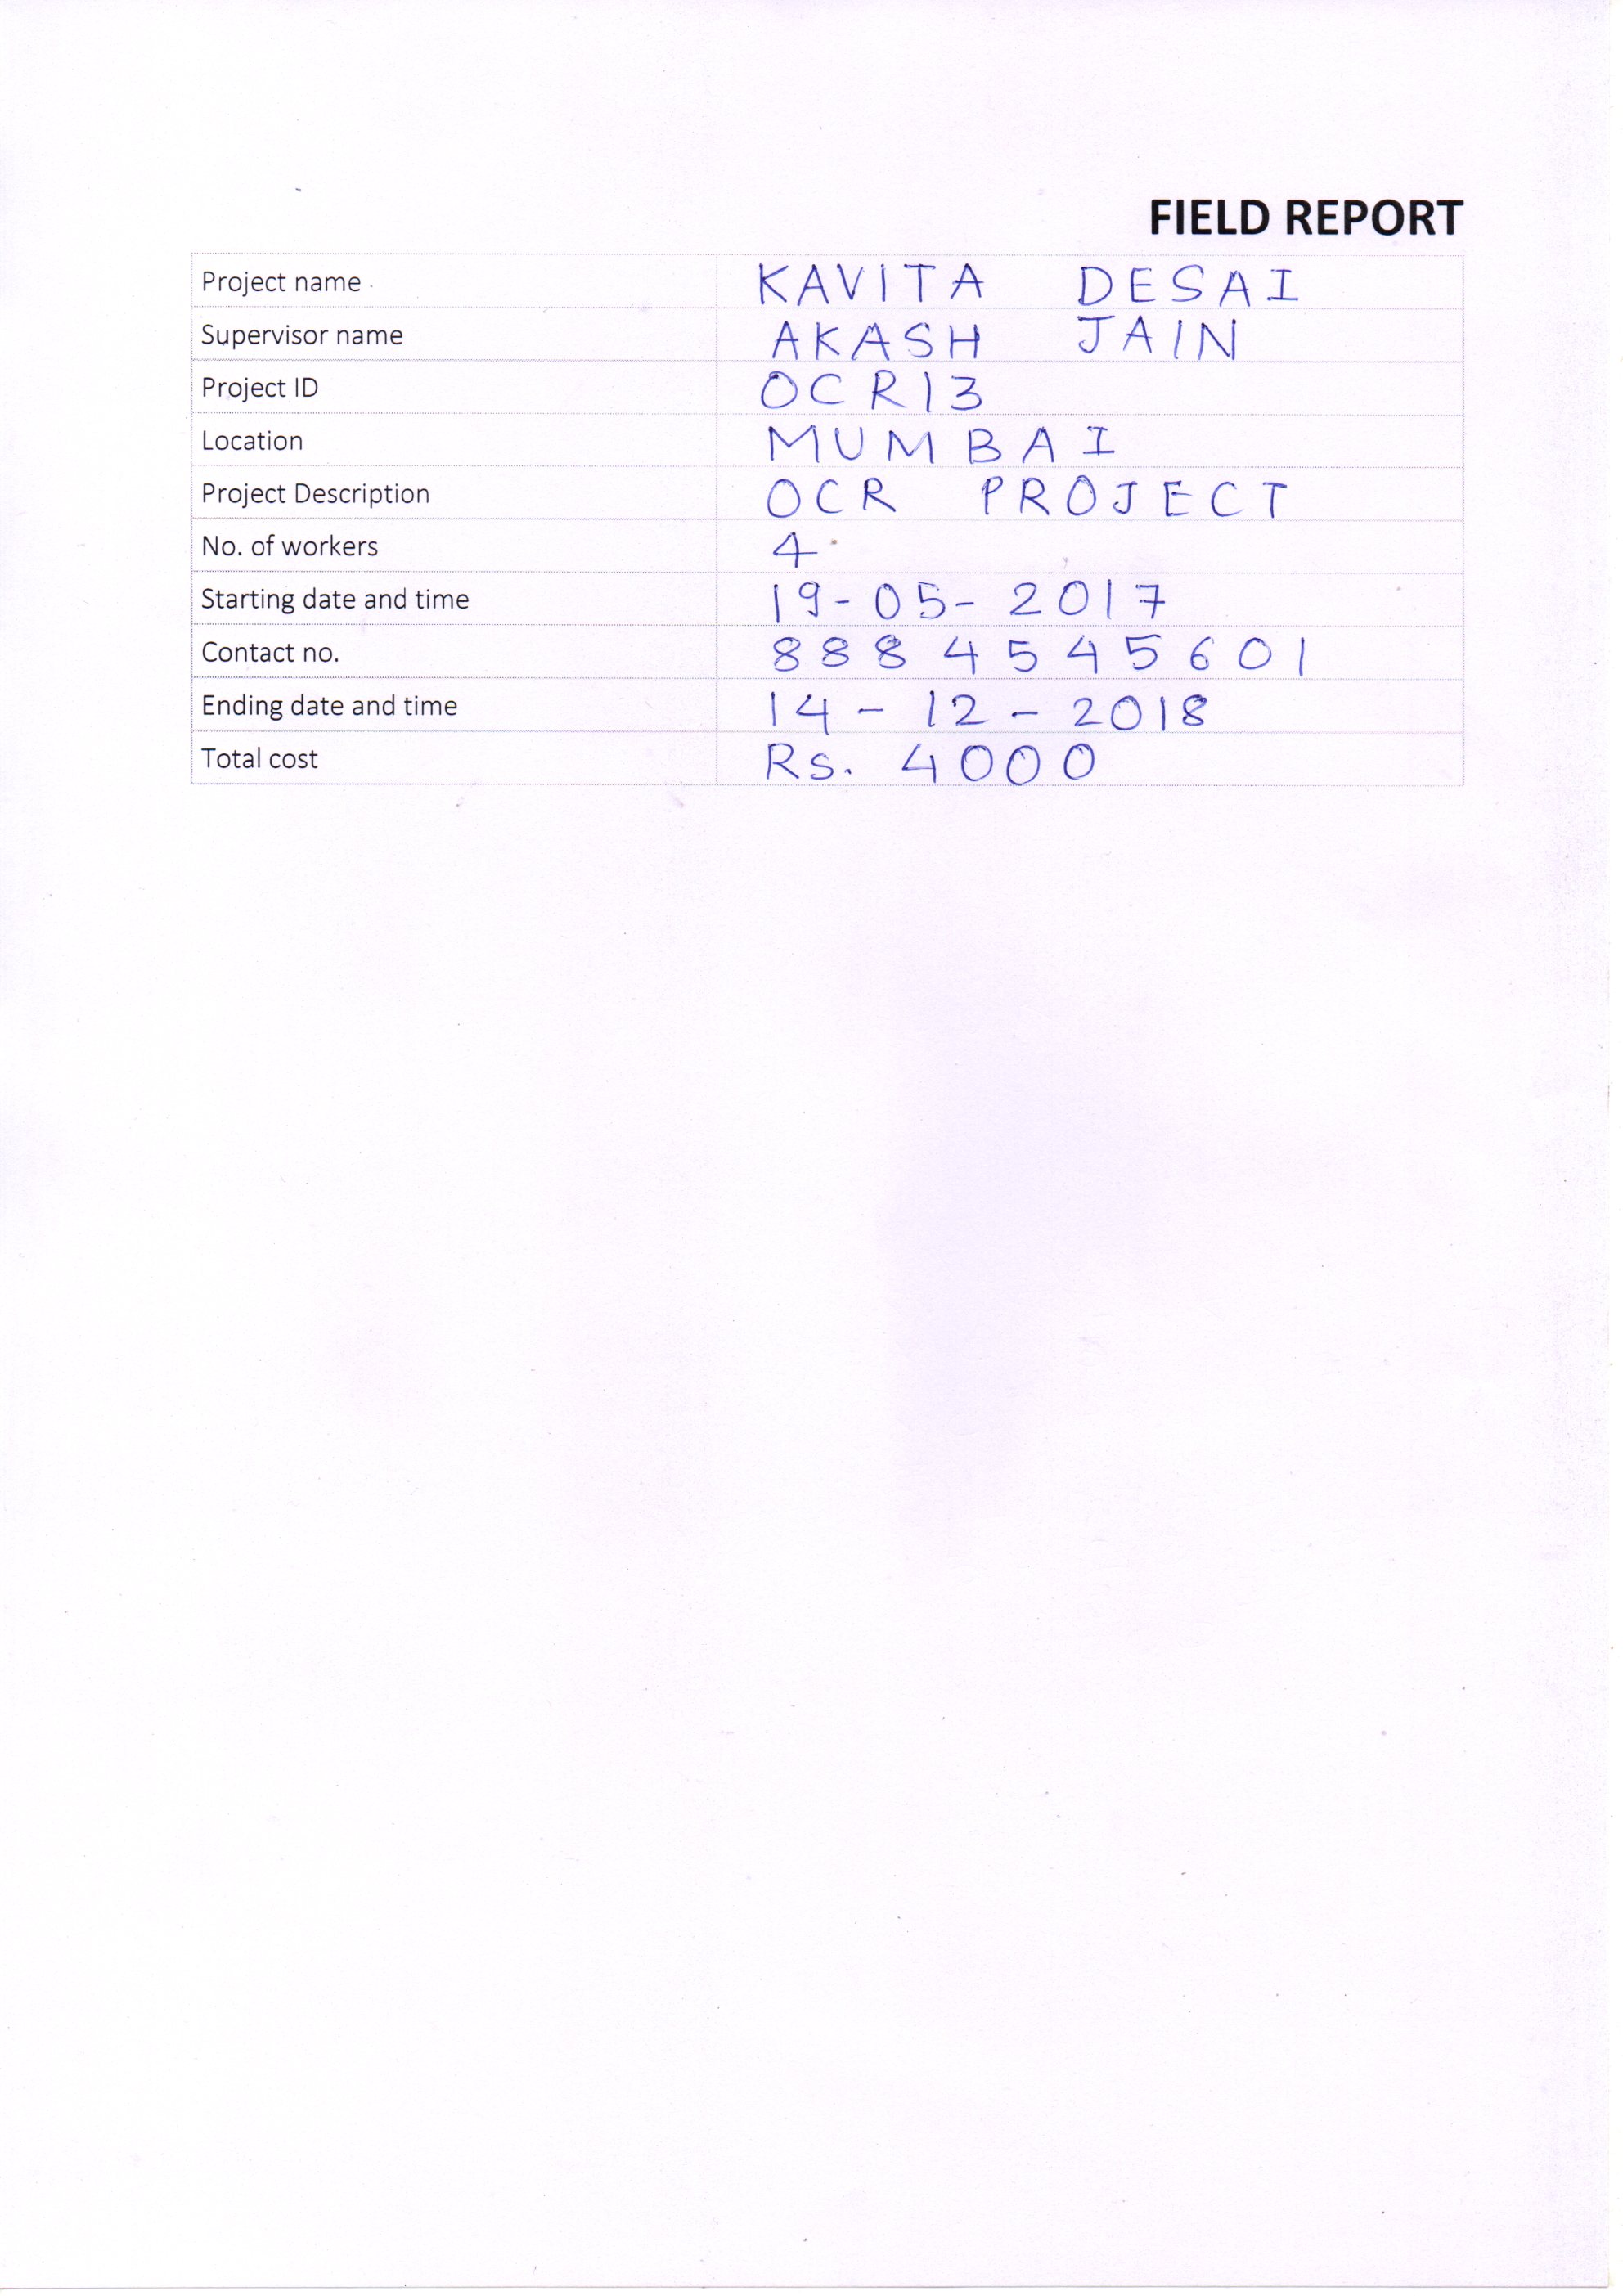 FIELD REPORT
Project name KAVITA DESAI
Supervisor name AKASH JAIN
Project ID OCR13
Location MUMBAI
Project Description OCR PROJECT
No. of workers 4
Starting date and time 19-05-2017
Contact no. 8884545601
Ending date and time 14-12-2018
Total cost Rs. 4000